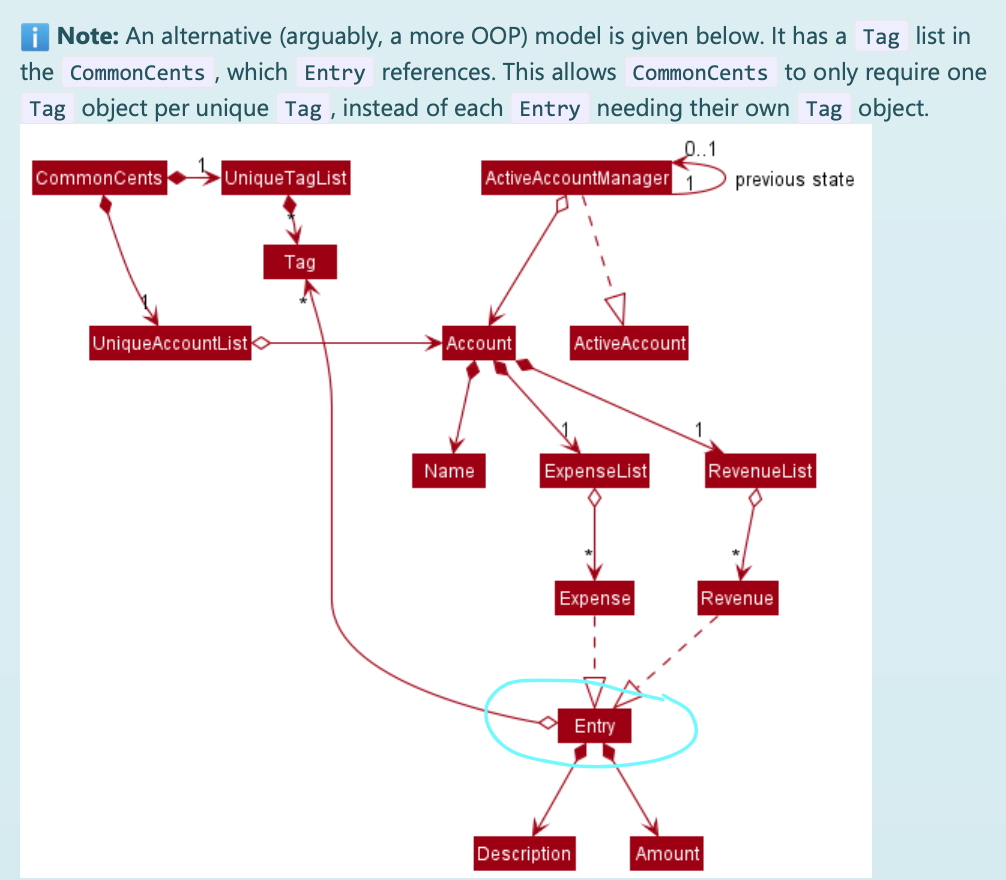 ℹ Note: An alternative (arguably, a more OOP) model is given below. It has a Tag list in
the CommonCents , which Entry references. This allows CommonCents to only require one
Tag object per unique Tag , instead of each Entry needing their own Tag object.
0..1
CommonCents 1 UniqueTagList ActiveAccountManager 1 previous state
*
Tag
*
1
UniqueAccountList Account ActiveAccount
1 1
Name ExpenseList RevenueList
* *
Expense Revenue
Entry
Description Amount